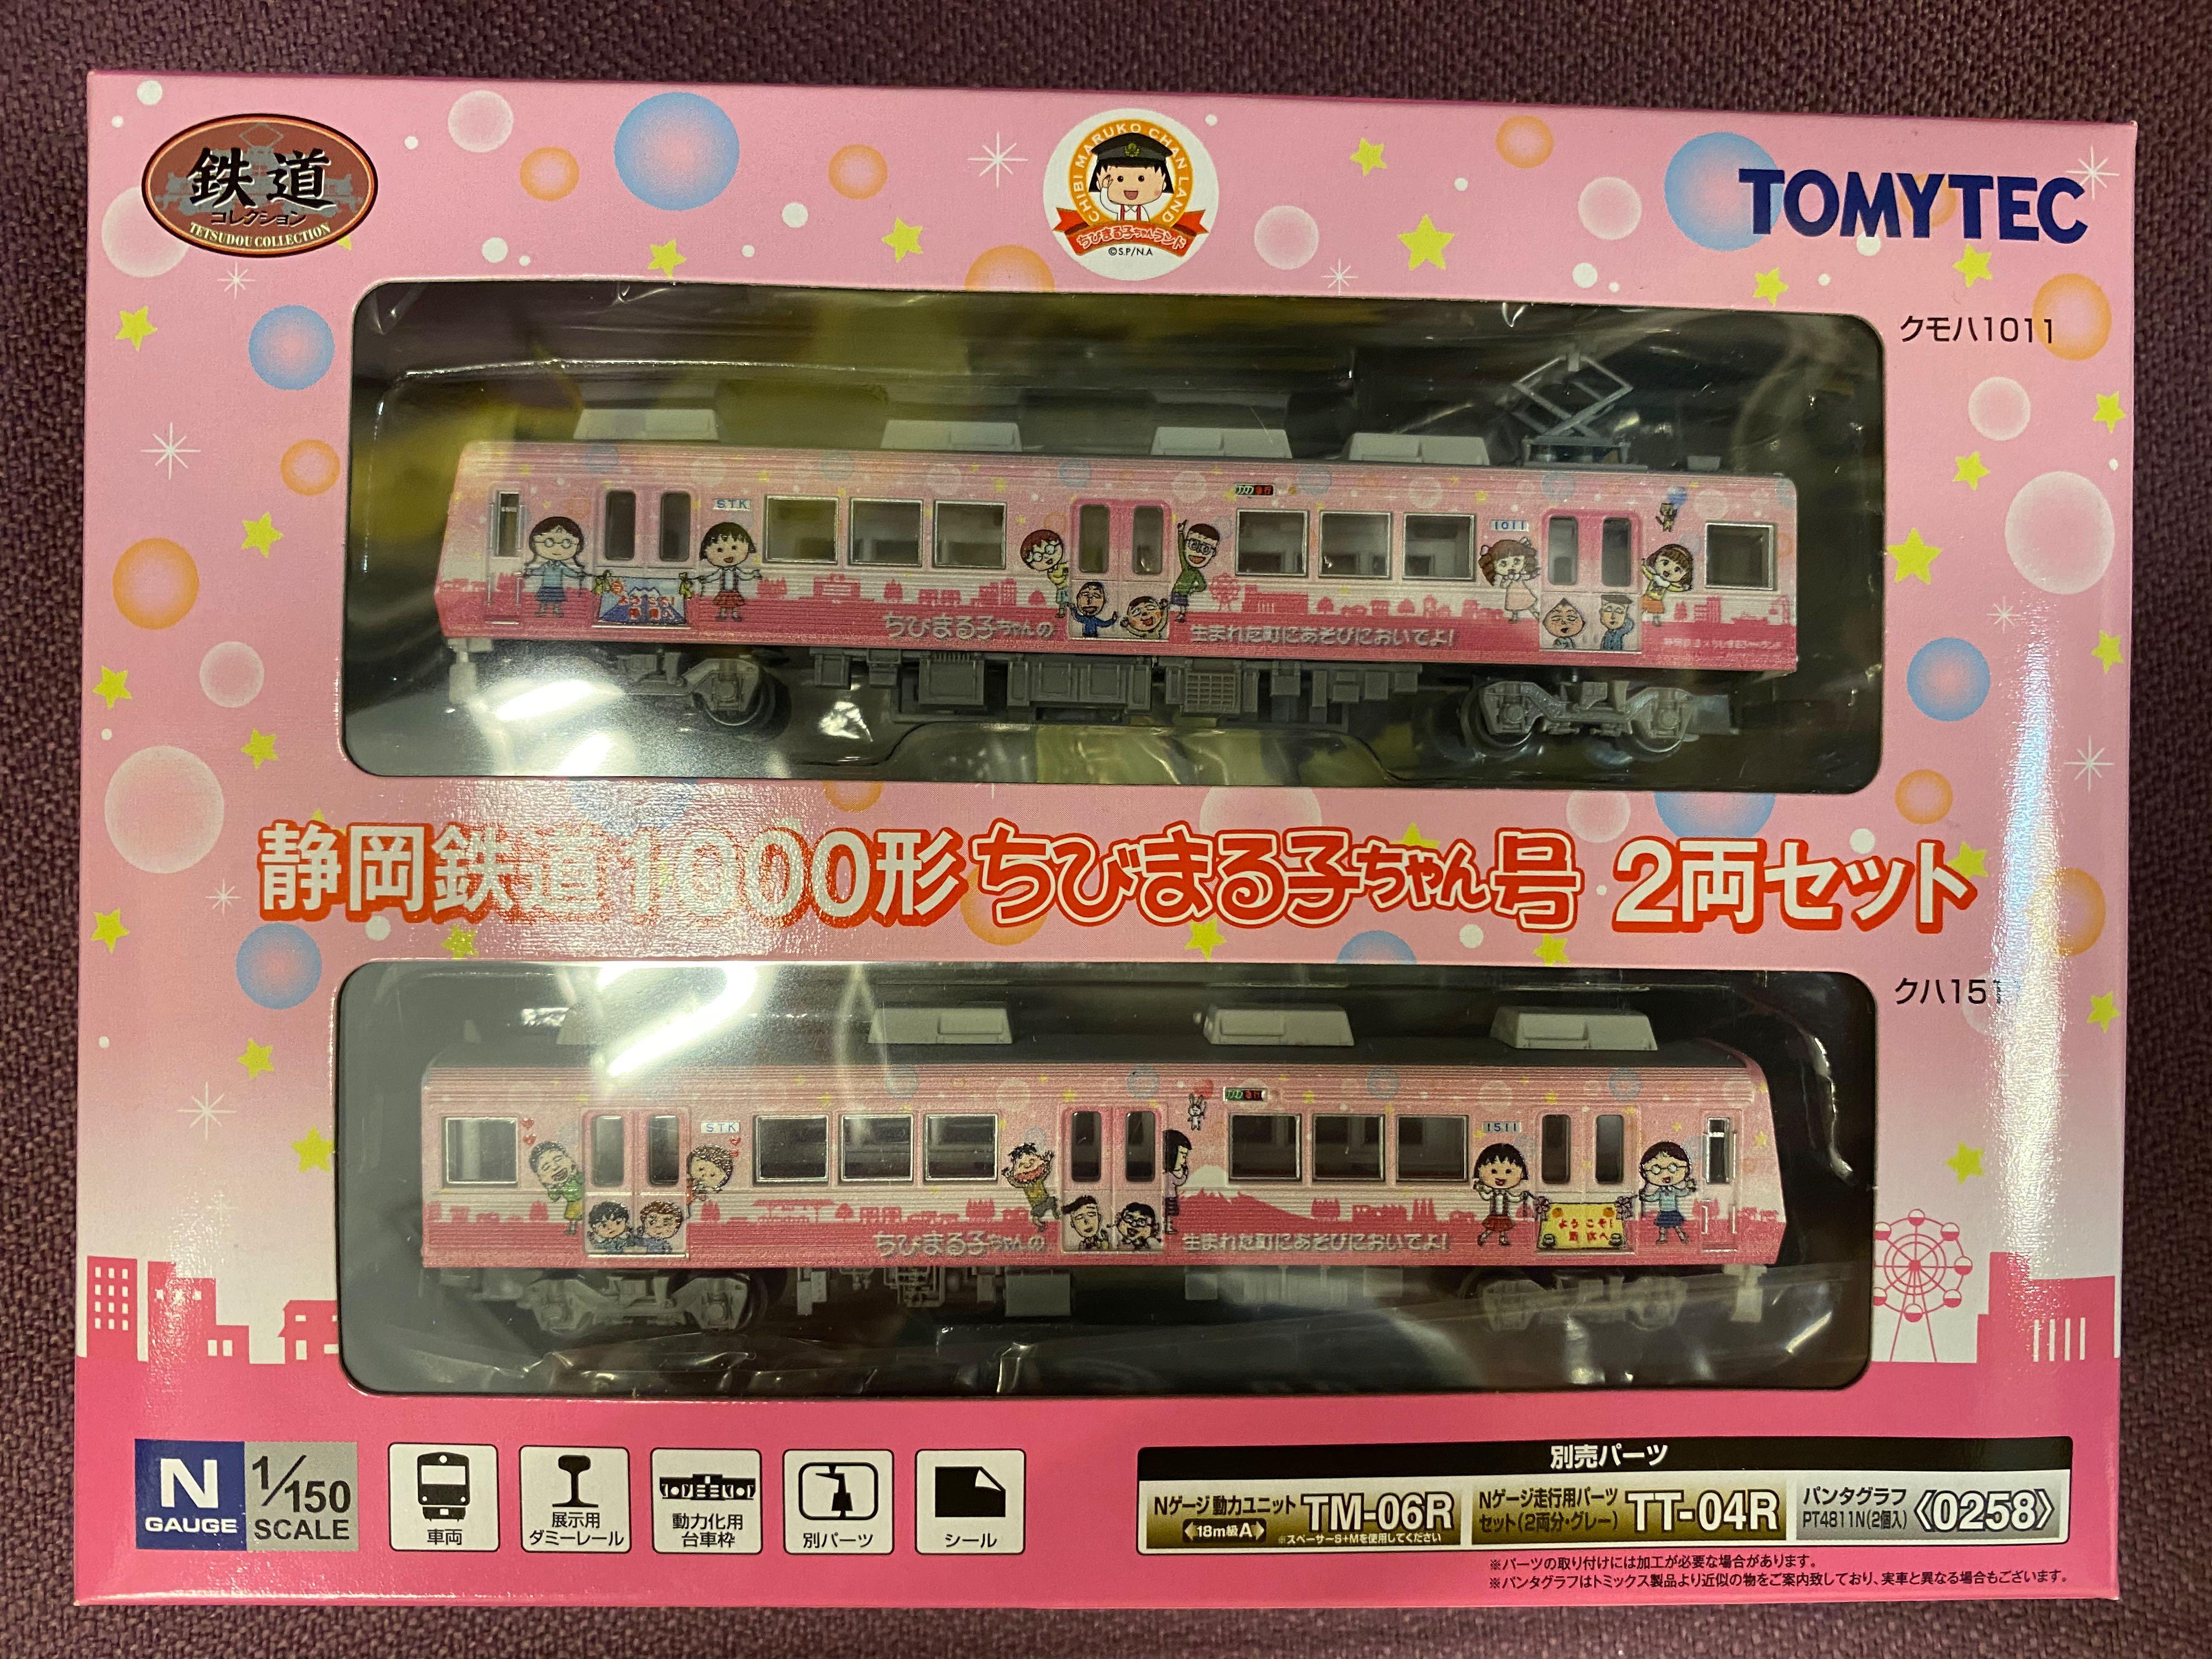 鉄道
コレクション
TETSUDOU COLLECTION
CHIBI MARUKO CHAN LAND
ちびまる子ちゃんランド
©S.P/N.A
TOMYTEC
クモハ1011
STK
1011
ちびまる子ちゃんの 生まれた町にあそびにおいでよ!
静岡鉄道1000形 ちびまる子ちゃん号 2両セット
クハ151
STK
1511
ようこそ!
ちびまる子ちゃんの 生まれた町にあそびにおいでよ!
N
GAUGE
1/150
SCALE
車両
展示用
ダミーレール
動力化用
台車枠
別パーツ
シール
別売パーツ
Nゲージ 動力ユニット TM-06R
18m級A
※スペーサーS+Mを使用してください
Nゲージ走行用パーツ
セット(2両分・グレー) TT-04R
パンタグラフ
PT4811N(2個入) 《0258》
※パーツの取り付けには加工が必要な場合があります。
※パンタグラフはトミックス製品より近似の物をご案内致しており、実車と異なる場合もございます。